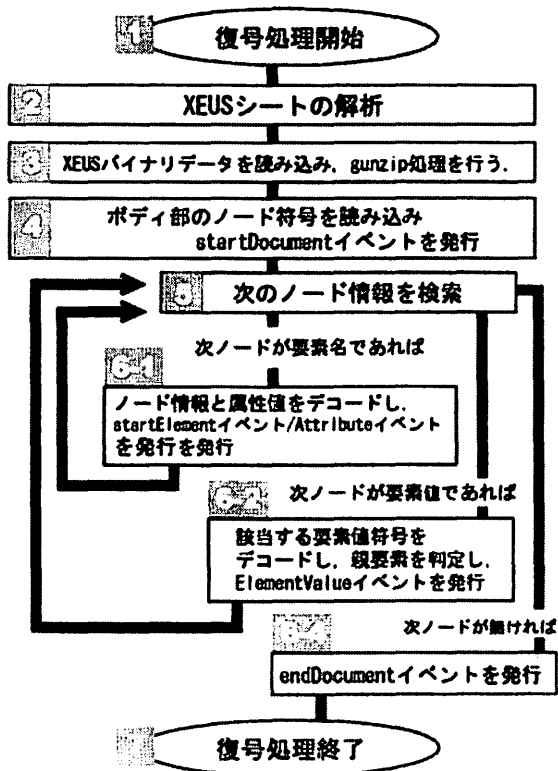 1 復号処理開始
2 XEUSシートの解析
3 XEUSバイナリデータを読み込み、gunzip処理を行う.
4 ボディ部のノード符号を読み込み
startDocumentイベントを発行
5 次のノード情報を検索
次ノードが要素名であれば
6-1
ノード情報と属性値をデコードし、
startElementイベント/Attributeイベント
を発行を発行
6-2 次ノードが要素値であれば
該当する要素値符号を
デコードし、親要素を判定し、
ElementValueイベントを発行
次ノードが無ければ
endDocumentイベントを発行
復号処理終了